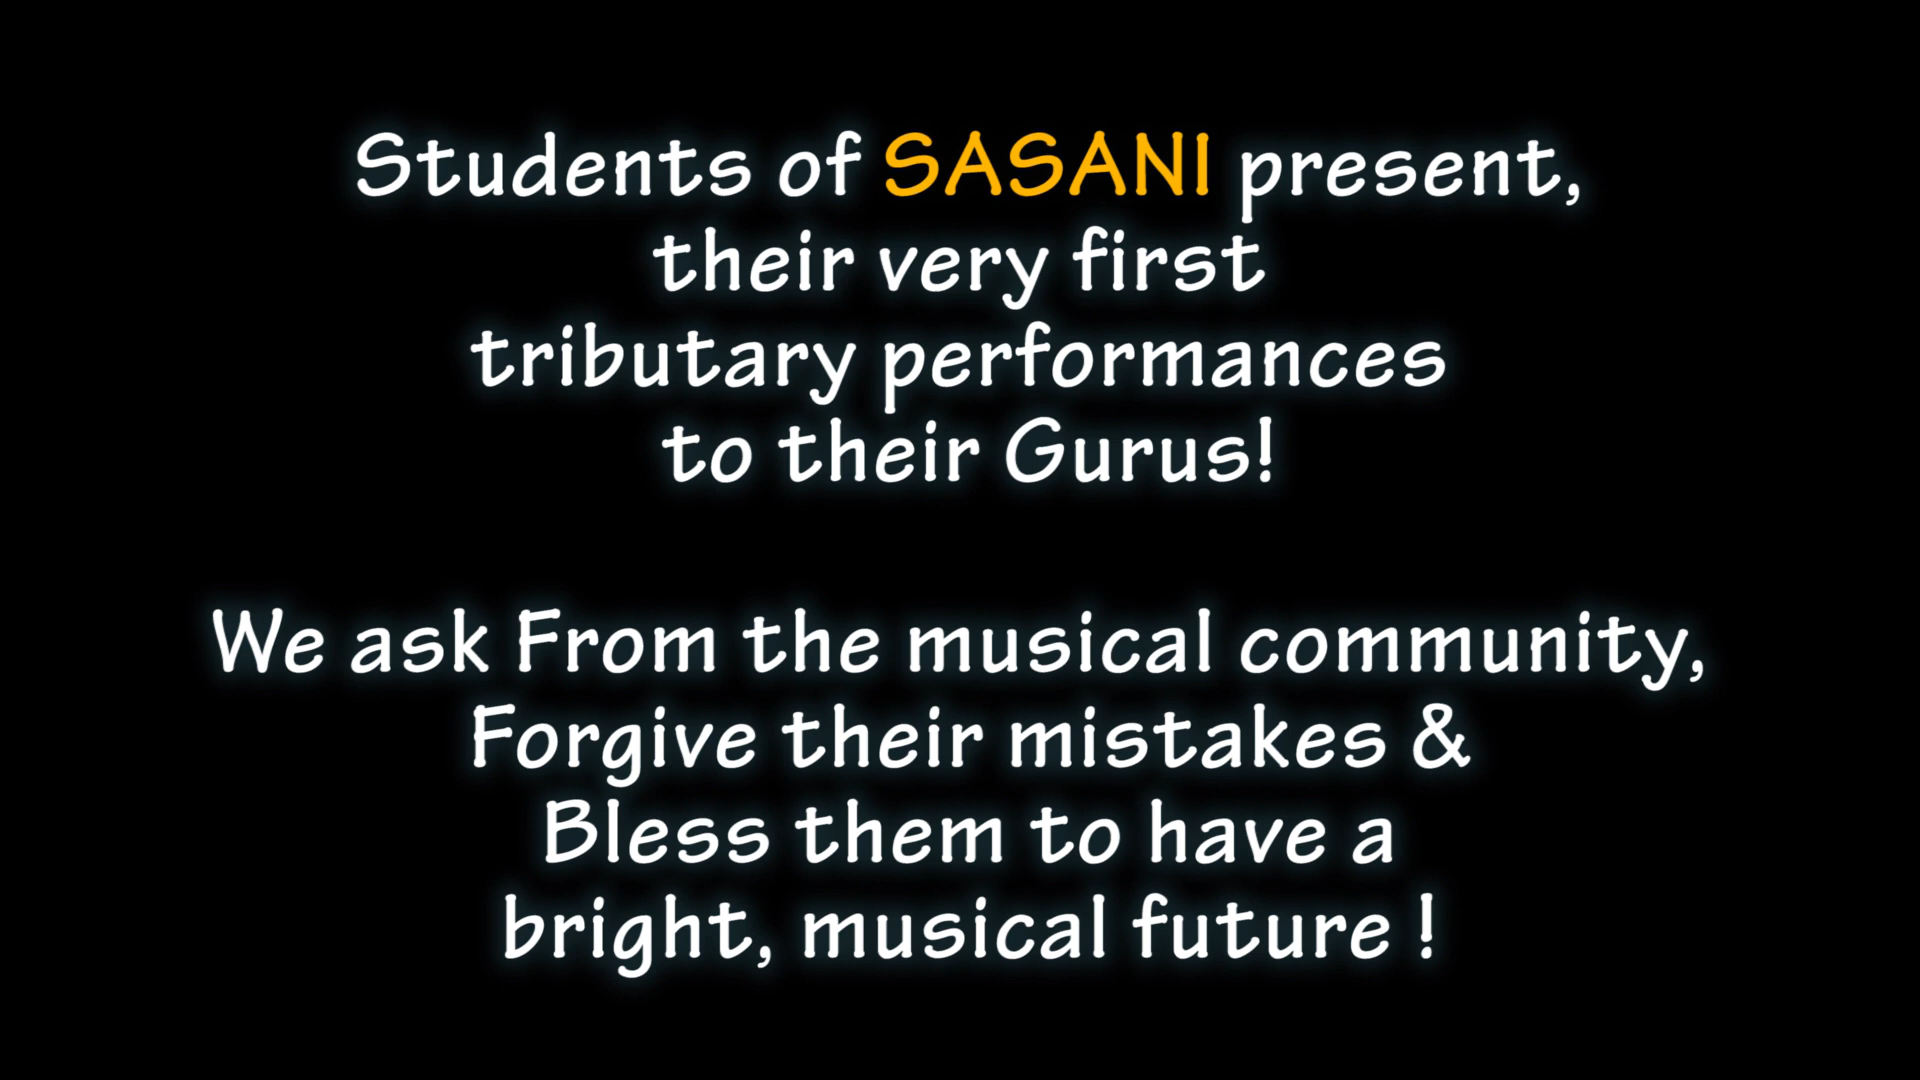 Students of SASANI present,
their very first
tributary performances
to their Gurus!
We ask From the musical community,
Forgive their mistakes &
Bless them to have a
bright, musical future !